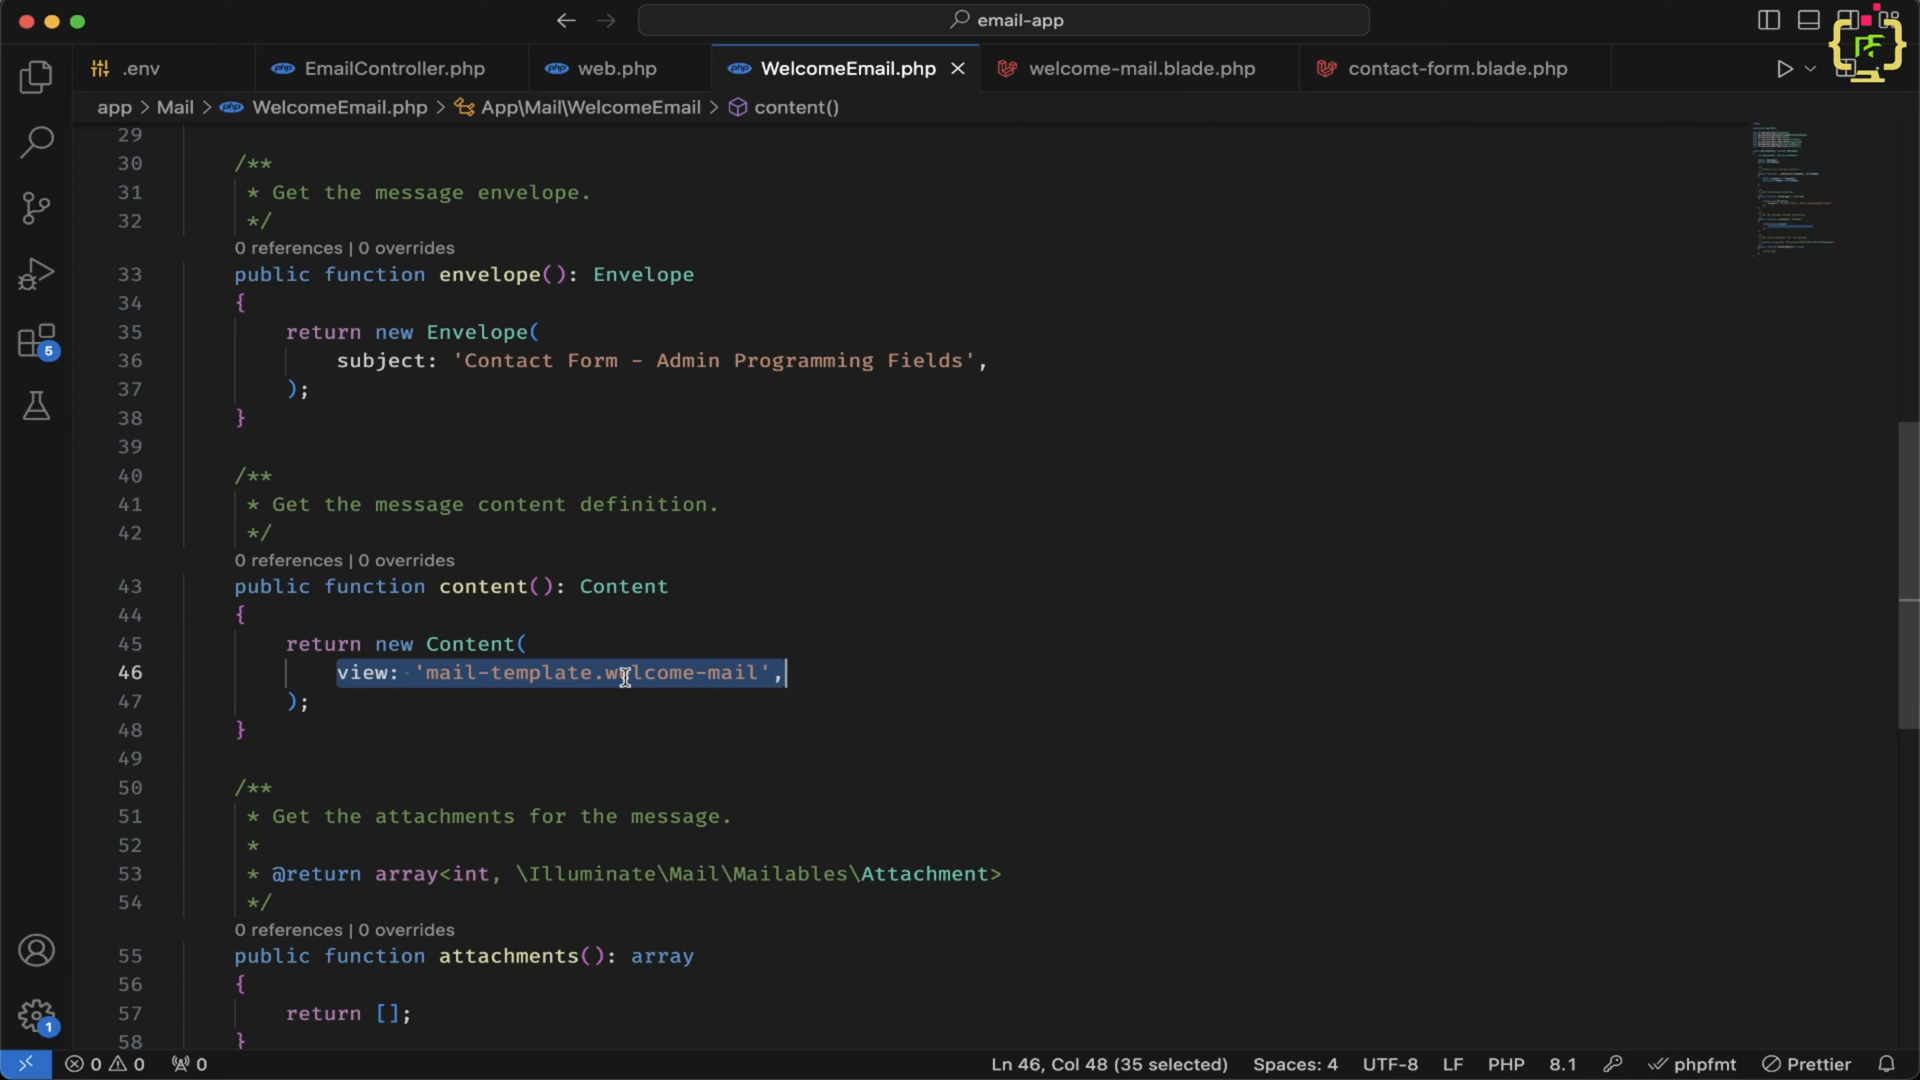 email-app
.env EmailController.php web.php WelcomeEmail.php welcome-mail.blade.php contact-form.blade.php
app > Mail > WelcomeEmail.php > App\Mail\WelcomeEmail > content()
29
30 /**
31 * Get the message envelope.
32 */
0 references | 0 overrides
33 public function envelope(): Envelope
34 {
35 return new Envelope(
36 subject: 'Contact Form - Admin Programming Fields',
37 );
38 }
39
40 /**
41 * Get the message content definition.
42 */
0 references | 0 overrides
43 public function content(): Content
44 {
45 return new Content(
46 view: 'mail-template.welcome-mail',
47 );
48 }
49
50 /**
51 * Get the attachments for the message.
52 *
53 * @return array<int, \Illuminate\Mail\Mailables\Attachment>
54 */
0 references | 0 overrides
55 public function attachments(): array
56 {
57 return [];
58 }
5
1
0 0 0 Ln 46, Col 48 (35 selected) Spaces: 4 UTF-8 LF PHP 8.1 phpfmt Prettier